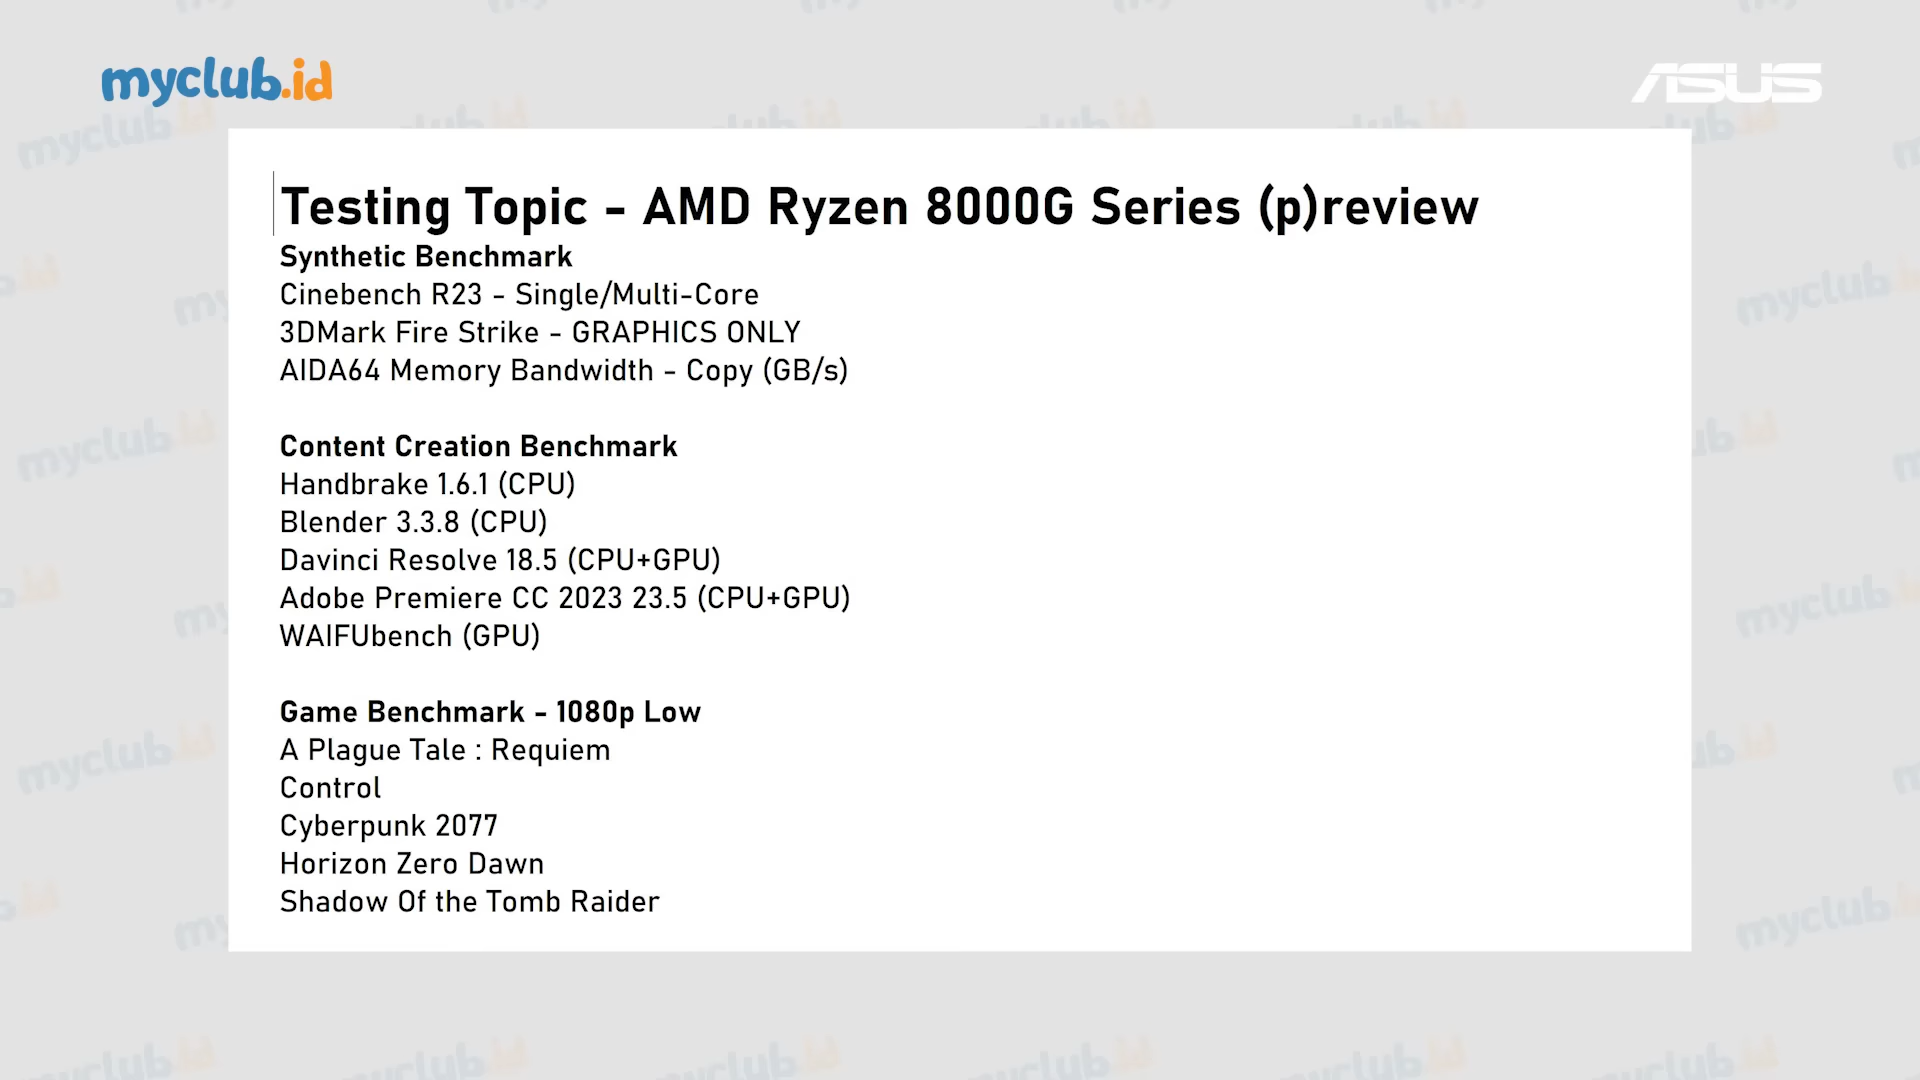 myclub.id
ASUS
Testing Topic - AMD Ryzen 8000G Series (p)review
Synthetic Benchmark
Cinebench R23 - Single/Multi-Core
3DMark Fire Strike - GRAPHICS ONLY
AIDA64 Memory Bandwidth - Copy (GB/s)
Content Creation Benchmark
Handbrake 1.6.1 (CPU)
Blender 3.3.8 (CPU)
Davinci Resolve 18.5 (CPU+GPU)
Adobe Premiere CC 2023 23.5 (CPU+GPU)
WAIFUbench (GPU)
Game Benchmark - 1080p Low
A Plague Tale : Requiem
Control
Cyberpunk 2077
Horizon Zero Dawn
Shadow Of the Tomb Raider